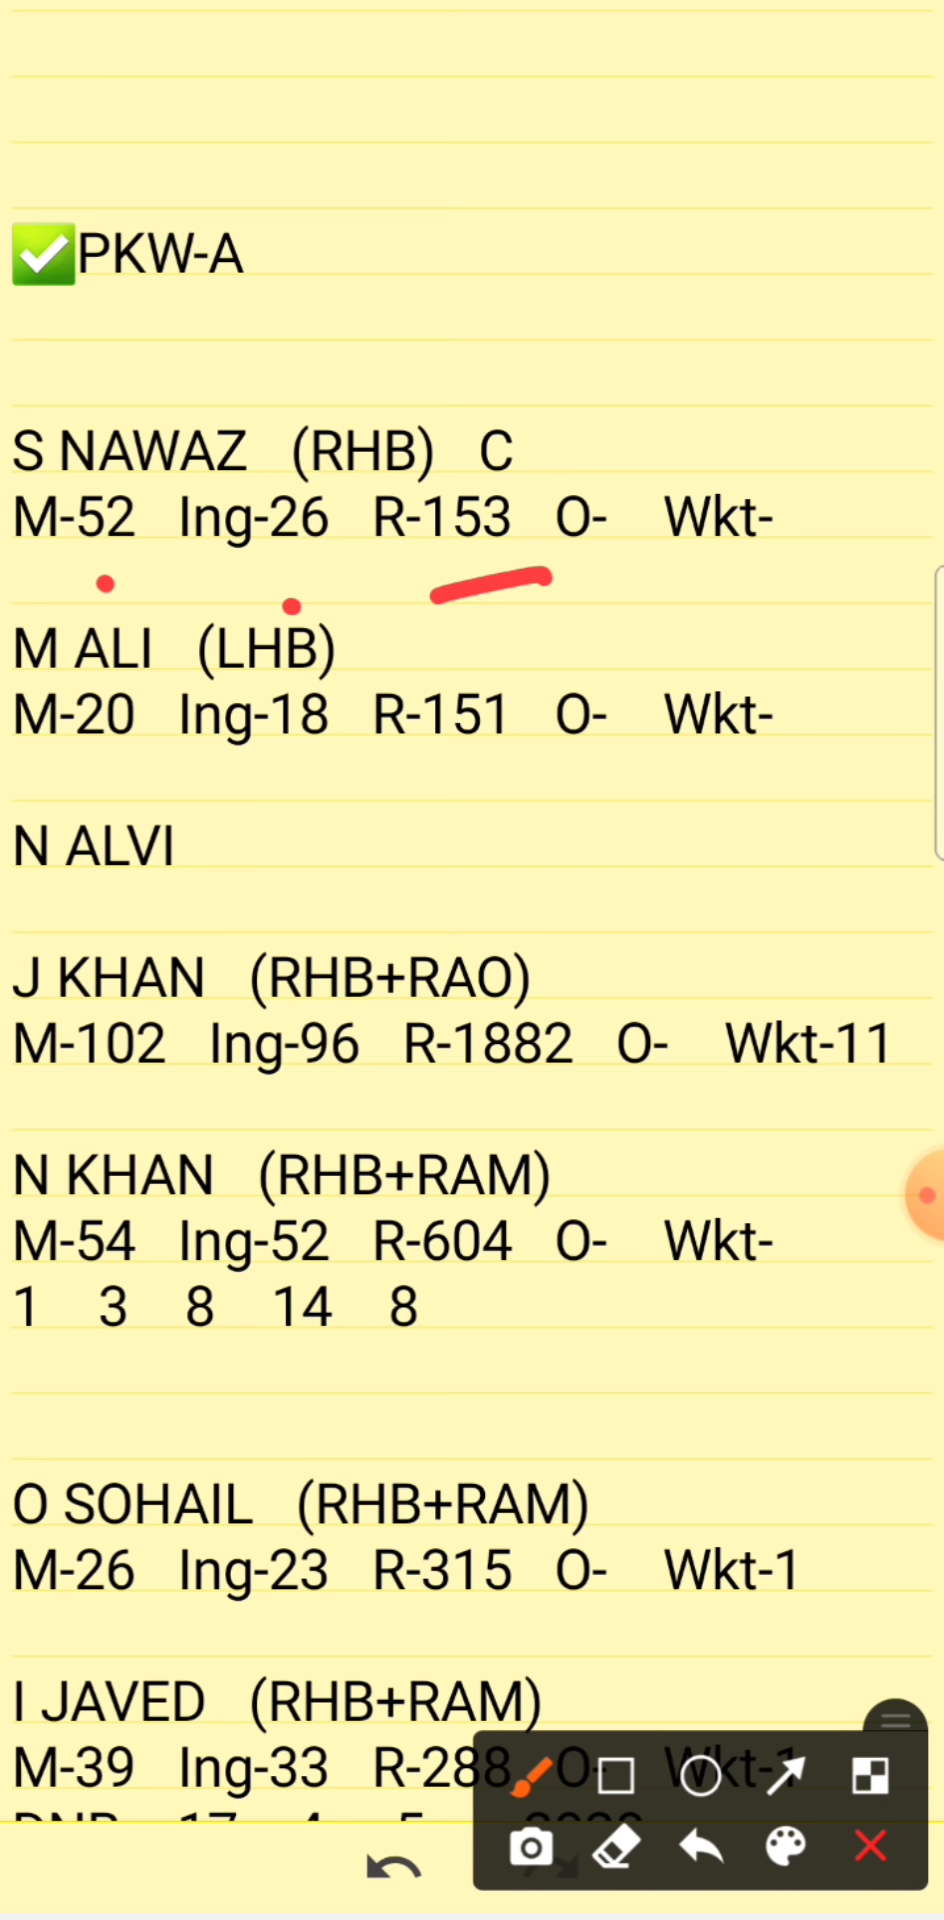 ✅PKW-A
S NAWAZ (RHB) C
M-52 Ing-26 R-153 O- Wkt-
M ALI (LHB)
M-20 Ing-18 R-151 O- Wkt-
N ALVI
J KHAN (RHB+RAO)
M-102 Ing-96 R-1882 O- Wkt-11
N KHAN (RHB+RAM)
M-54 Ing-52 R-604 O- Wkt-
1 3 8 14 8
O SOHAIL (RHB+RAM)
M-26 Ing-23 R-315 O- Wkt-1
I JAVED (RHB+RAM)
M-39 Ing-33 R-288 O- Wkt-1